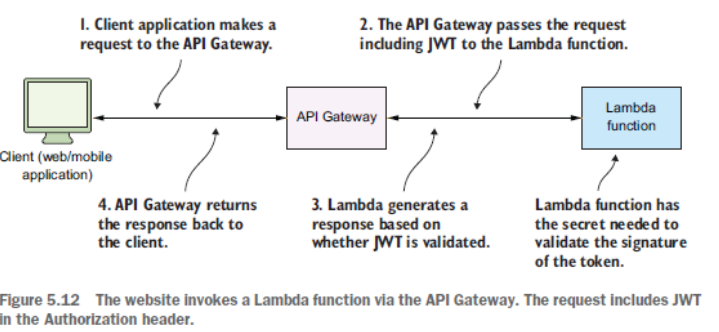 1. Client application makes a
request to the API Gateway.
2. The API Gateway passes the request
including JWT to the Lambda function.
API Gateway
Lambda
function
Client (web/mobile
application)
4. API Gateway returns
the response back to
the client.
3. Lambda generates a
response based on
whether JWT is validated.
Lambda function has
the secret needed to
validate the signature
of the token.
Figure 5.12 The website invokes a Lambda function via the API Gateway. The request includes JWT
in the Authorization header.